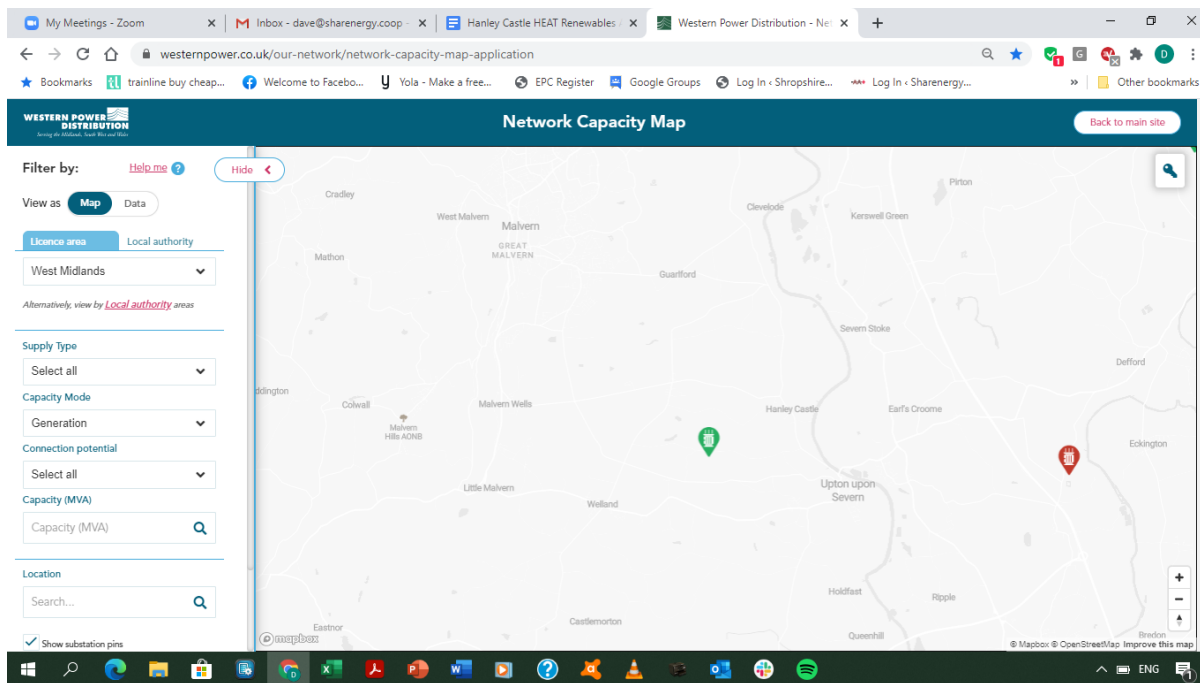 My Meetings - Zoom
Inbox - dave@sharenergy.coop -
Hanley Castle HEAT Renewables
Western Power Distribution - Net
westernpower.co.uk/our-network/network-capacity-map-application
Bookmarks trainline buy cheap... Welcome to Facebo... Yola - Make a free... EPC Register Google Groups Log In ‹ Shropshire... Log In ‹ Sharenergy... » Other bookmarks
WESTERN POWER
DISTRIBUTION
Serving the Midlands, South West and Wales
Network Capacity Map
Back to main site
Filter by:
Help me ?
Hide
View as Map Data
Licence area Local authority
West Midlands
Alternatively, view by Local authority areas
Supply Type
Select all
Capacity Mode
Generation
Connection potential
Select all
Capacity (MVA)
Capacity (MVA)
Location
Search...
Show substation pins
Cradley
Pirton
West Malvern
Clevelode
Kerswell Green
Malvern
GREAT
MALVERN
Mathon
Guarlford
Severn Stoke
Defford
ddington
Colwall
Malvern Wells
Hanley Castle
Earl's Croome
Malvern
Hills AONB
Eckington
Little Malvern
Upton upon
Severn
Welland
Holdfast
Ripple
Castlemorton
Eastnor
Queenhill
Bredon
mapbox
© Mapbox © OpenStreetMap Improve this map
ENG